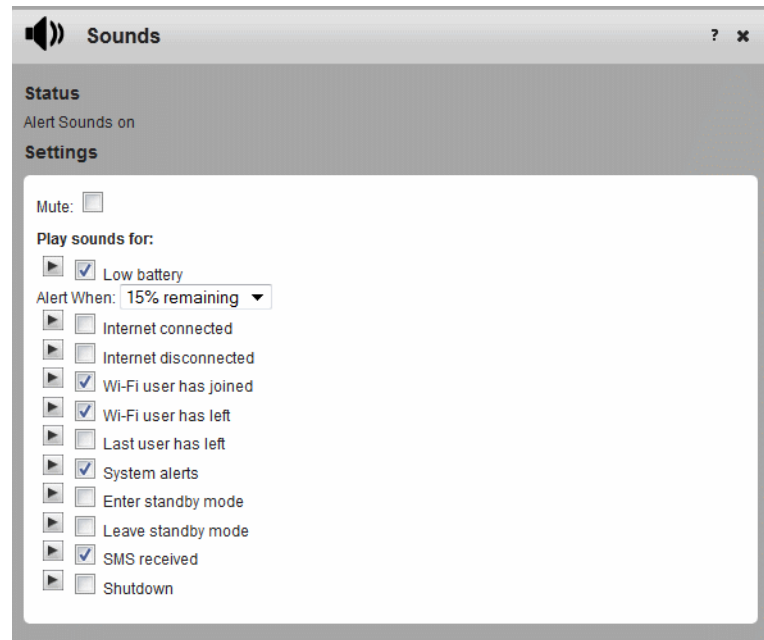 Sounds ?
Status
Alert Sounds on
Settings
Mute:
Play sounds for:
Low battery
Alert When: 15% remaining
Internet connected
Internet disconnected
Wi-Fi user has joined
Wi-Fi user has left
Last user has left
System alerts
Enter standby mode
Leave standby mode
SMS received
Shutdown